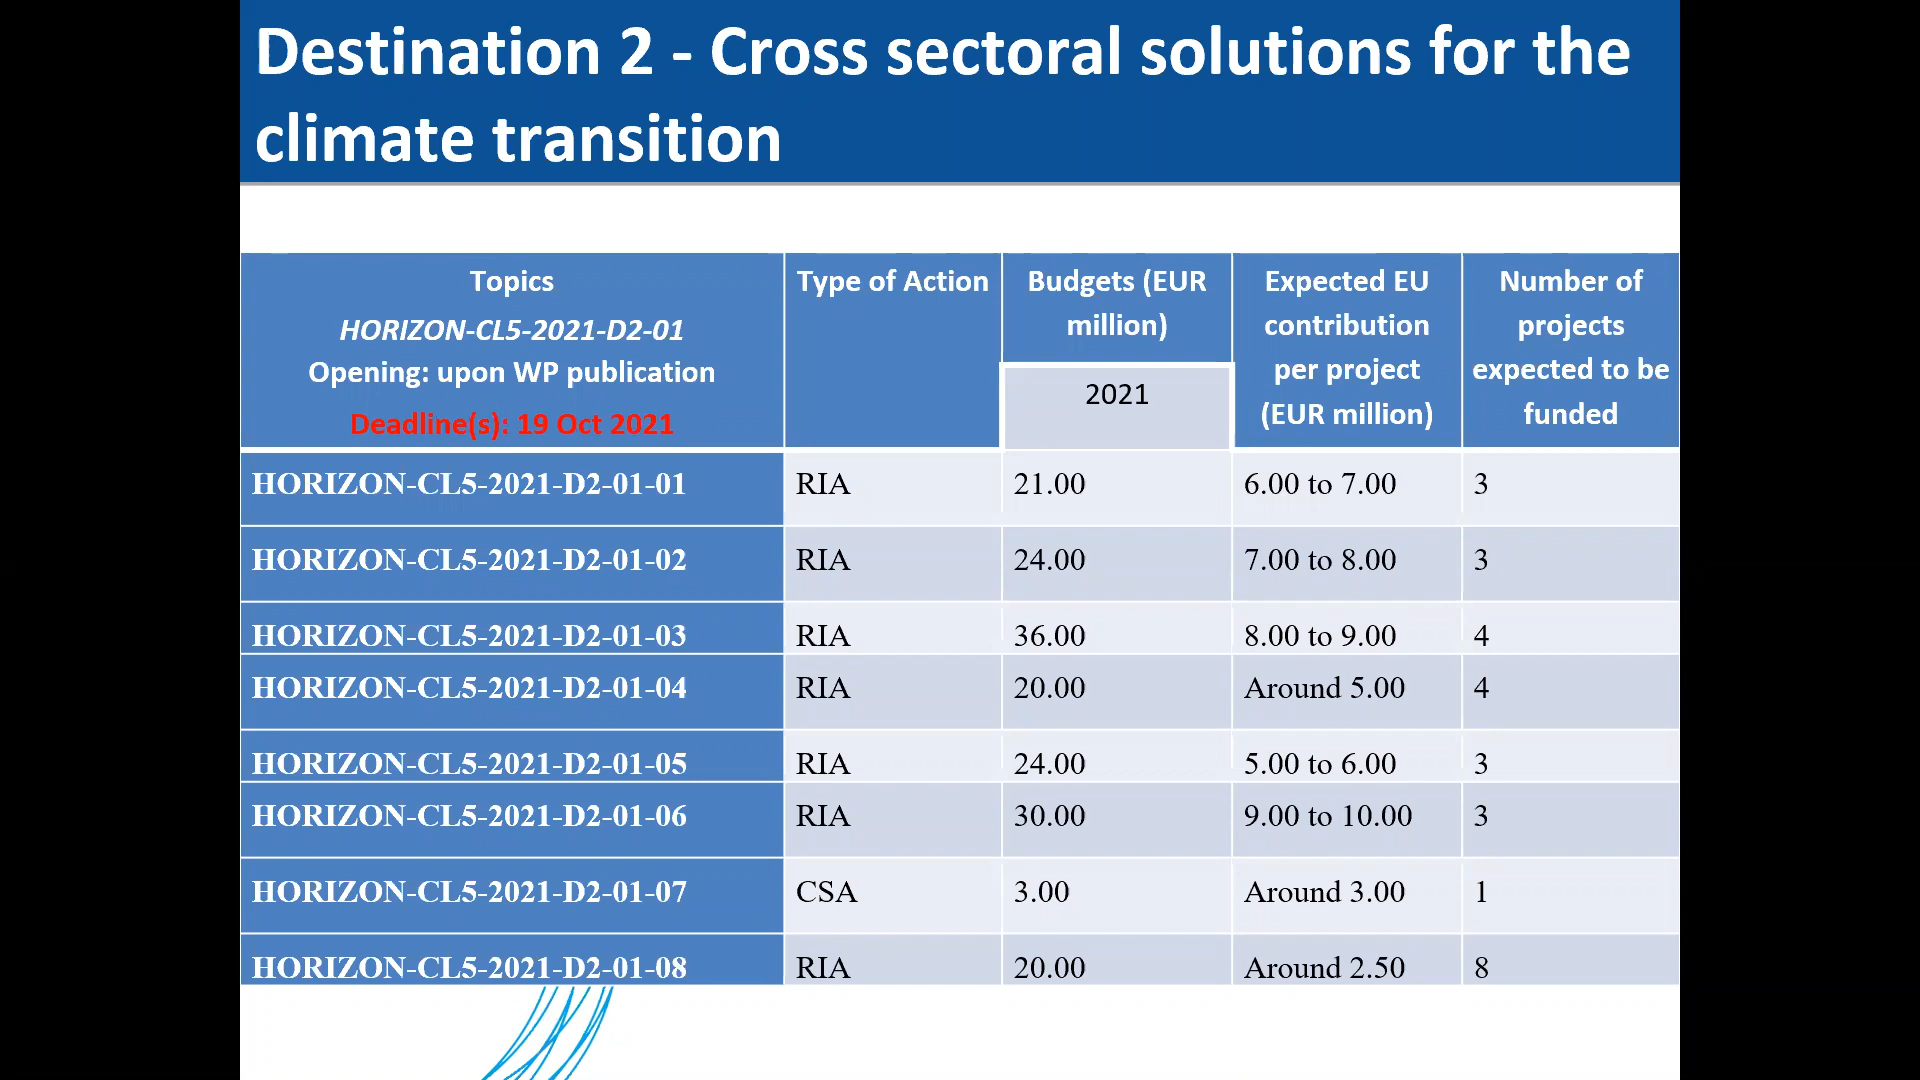 Destination 2 - Cross sectoral solutions for the
climate transition
Topics
HORIZON-CL5-2021-D2-01
Opening: upon WP publication
Deadline(s): 19 Oct 2021
Type of Action
Budgets (EUR
million)
2021
Expected EU
contribution
per project
(EUR million)
Number of
projects
expected to be
funded
HORIZON-CL5-2021-D2-01-01 RIA 21.00 6.00 to 7.00 3
HORIZON-CL5-2021-D2-01-02 RIA 24.00 7.00 to 8.00 3
HORIZON-CL5-2021-D2-01-03 RIA 36.00 8.00 to 9.00 4
HORIZON-CL5-2021-D2-01-04 RIA 20.00 Around 5.00 4
HORIZON-CL5-2021-D2-01-05 RIA 24.00 5.00 to 6.00 3
HORIZON-CL5-2021-D2-01-06 RIA 30.00 9.00 to 10.00 3
HORIZON-CL5-2021-D2-01-07 CSA 3.00 Around 3.00 1
HORIZON-CL5-2021-D2-01-08 RIA 20.00 Around 2.50 8